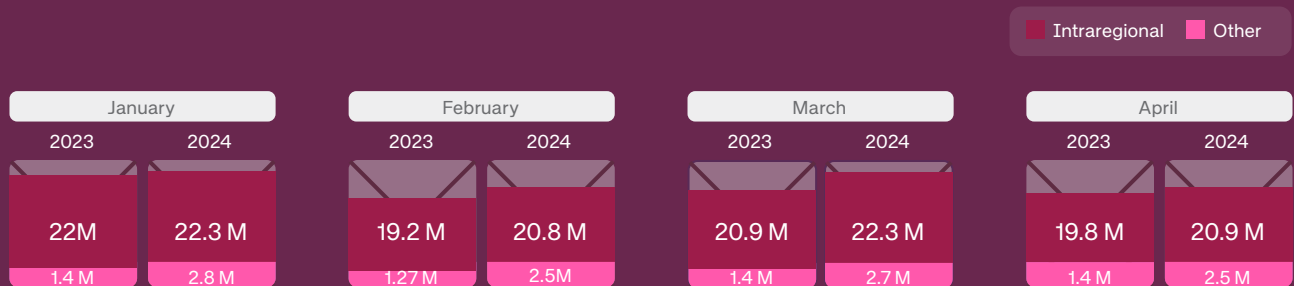 Intraregional Other
January February March April
2023 2024 2023 2024 2023 2024 2023 2024
22M 22.3 M 19.2 M 20.8 M 20.9 M 22.3 M 19.8 M 20.9 M
1.4 M 2.8 M 1.27 M 2.5M 1.4 M 2.7 M 1.4 M 2.5 M